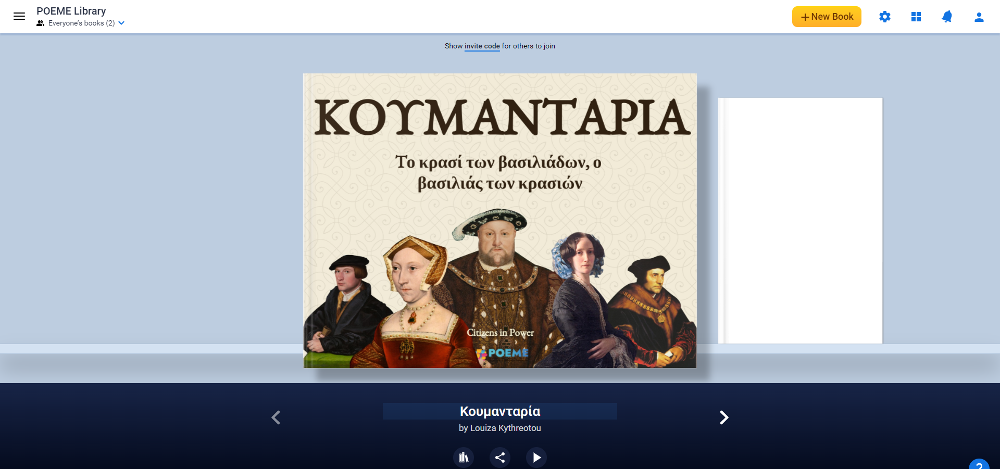 POEME Library
Everyone's books (2)
+ New Book
Show invite code for others to join
ΚΟΥΜΑΝΤΑΡΙΑ
Το κρασί των βασιλιάδων, ο
βασιλιάς των κρασιών
Citizens in Power
POEME
Κουμανταρία
by Louiza Kythreotou
?